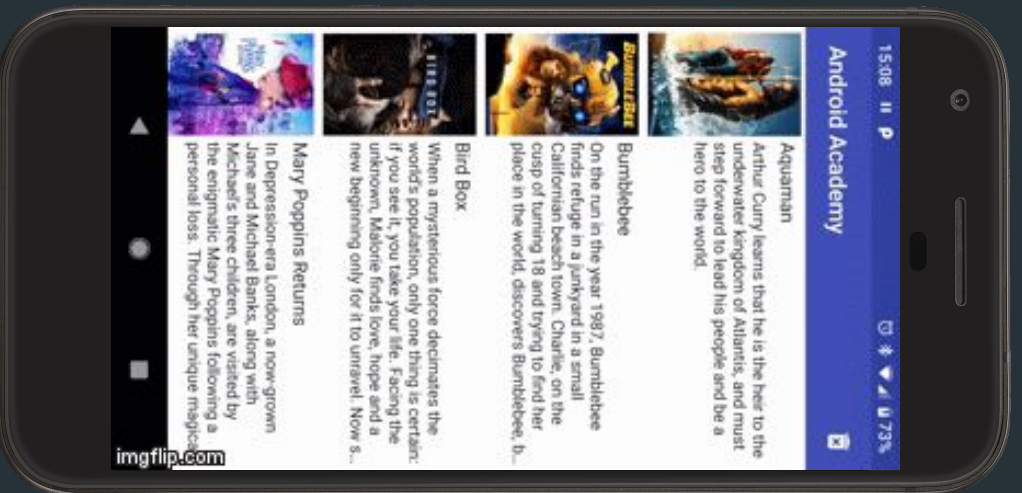 15:08
73%
Android Academy
Aquaman
Arthur Curry learns that he is the heir to the
underwater kingdom of Atlantis, and must
step forward to lead his people and be a
hero to the world.
BUMBLEBEE
Bumblebee
On the run in the year 1987, Bumblebee
finds refuge in a junkyard in a small
Californian beach town. Charlie, on the
cusp of turning 18 and trying to find her
place in the world, discovers Bumblebee, b...
BIRD BOX
Bird Box
When a mysterious force decimates the
world's population, only one thing is certain:
if you see it, you take your life. Facing the
unknown, Malorie finds love, hope and a
new beginning only for it to unravel. Now s...
Mary Poppins Returns
In Depression-era London, a now-grown
Jane and Michael Banks, along with
Michael's three children, are visited by
the enigmatic Mary Poppins following a
personal loss. Through her unique magica
imgflip.com